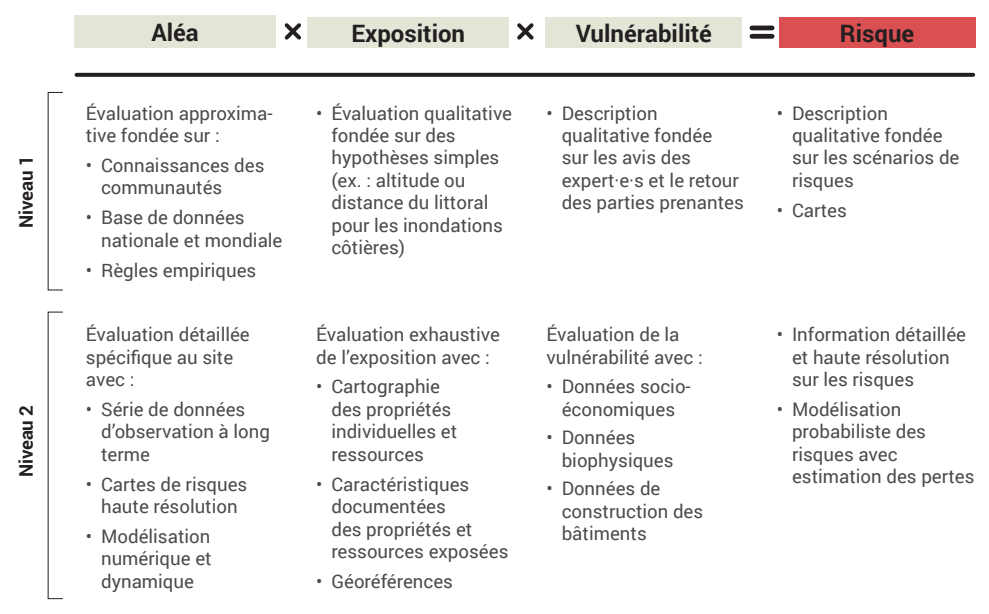 Aléa × Exposition × Vulnérabilité = Risque
Niveau 1
Évaluation approxima-
tive fondée sur :
• Connaissances des
communautés
• Base de données
nationale et mondiale
• Règles empiriques
• Évaluation qualitative
fondée sur des
hypothèses simples
(ex. : altitude ou
distance du littoral
pour les inondations
côtières)
• Description
qualitative fondée
sur les avis des
expert·e·s et le retour
des parties prenantes
• Description
qualitative fondée
sur les scénarios de
risques
• Cartes
Niveau 2
Évaluation détaillée
spécifique au site
avec :
• Série de données
d'observation à long
terme
• Cartes de risques
haute résolution
• Modélisation
numérique et
dynamique
Évaluation exhaustive
de l'exposition avec :
• Cartographie
des propriétés
individuelles et
ressources
• Caractéristiques
documentées
des propriétés et
ressources exposées
• Géoréférences
Évaluation de la
vulnérabilité avec :
• Données socio-
économiques
• Données
biophysiques
• Données de
construction des
bâtiments
• Information détaillée
et haute résolution
sur les risques
• Modélisation
probabiliste des
risques avec
estimation des pertes